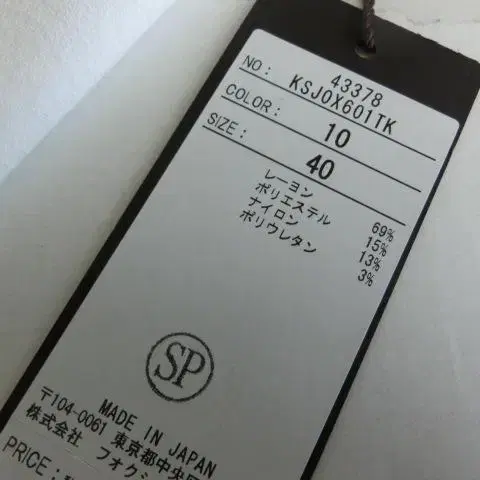 NO: 43378
KSJ0X601TK
COLOR: 10
SIZE: 40
レーヨン 69%
ポリエステル 15%
ナイロン 13%
ポリウレタン 3%
SP
MADE IN JAPAN
〒104-0061 東京都中央区
株式会社 フォクシ
PRICE: